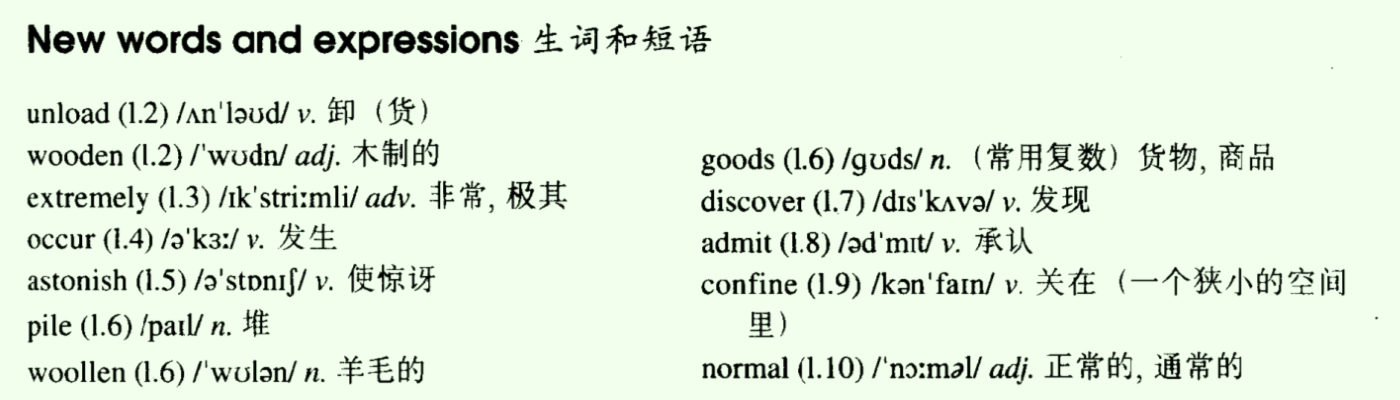 New words and expressions 生词和短语
unload (l.2) /ʌnˈləʊd/ v. 卸（货）
wooden (l.2) /ˈwʊdn/ adj. 木制的
extremely (l.3) /ɪkˈstriːmli/ adv. 非常, 极其
occur (l.4) /əˈkɜː/ v. 发生
astonish (l.5) /əˈstɒnɪʃ/ v. 使惊讶
pile (l.6) /paɪl/ n. 堆
woollen (l.6) /ˈwʊlən/ n. 羊毛的
goods (l.6) /ɡʊds/ n.（常用复数）货物, 商品
discover (l.7) /dɪsˈkʌvə/ v. 发现
admit (l.8) /ədˈmɪt/ v. 承认
confine (l.9) /kənˈfaɪn/ v. 关在（一个狭小的空间
里）
normal (l.10) /ˈnɔːməl/ adj. 正常的, 通常的